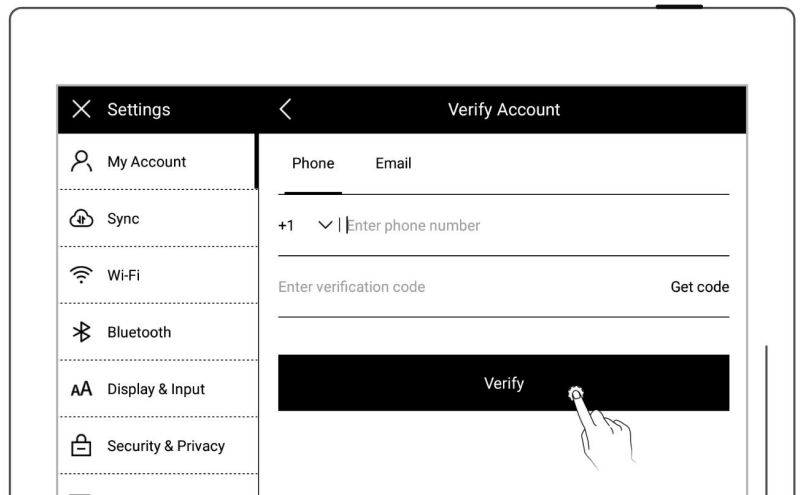 Settings
Verify Account
My Account
Phone Email
Sync
+1 Enter phone number
Wi-Fi
Enter verification code Get code
Bluetooth
Display & Input
Verify
Security & Privacy